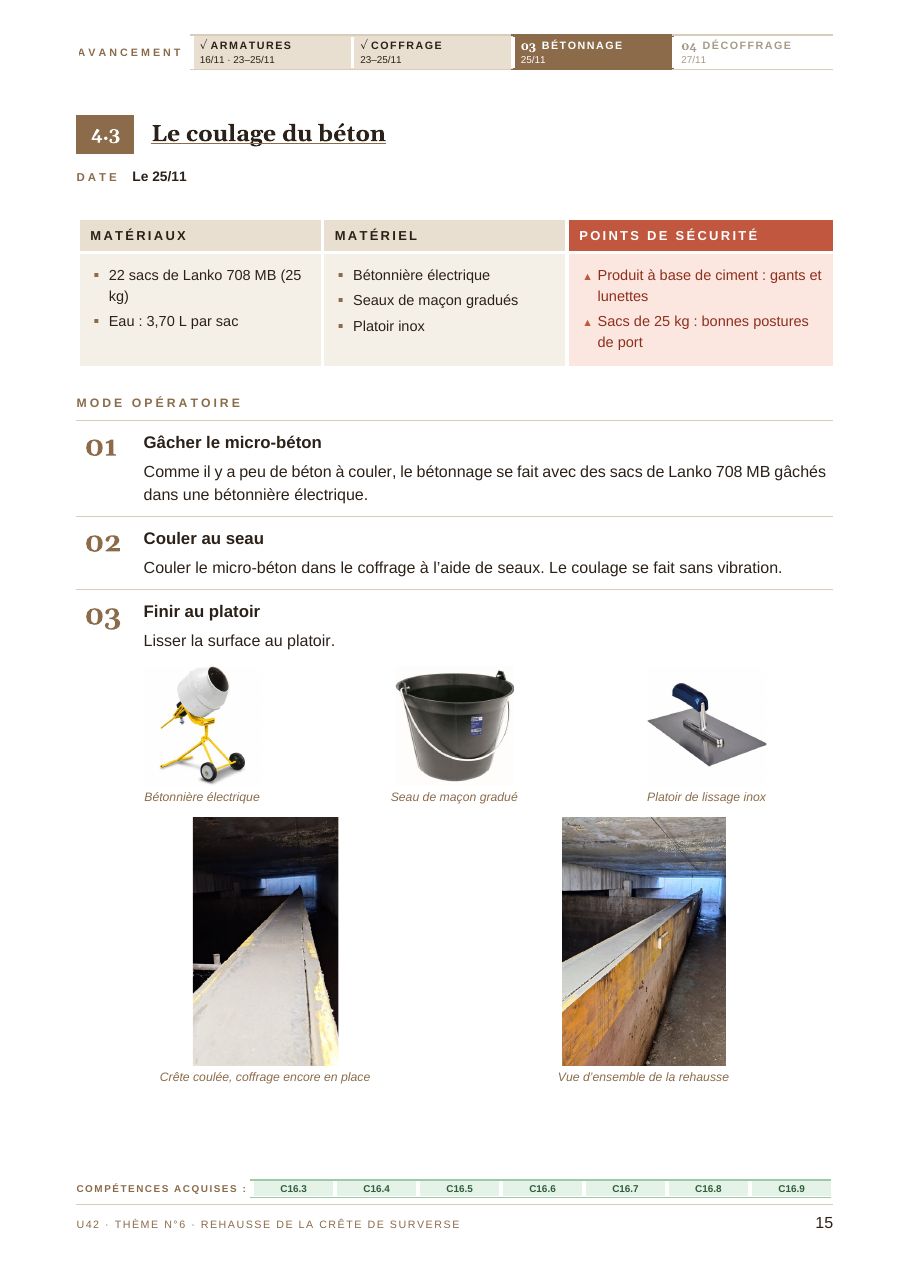 AVANCEMENT
√ ARMATURES
16/11 · 23–25/11
√ COFFRAGE
23–25/11
03 BÉTONNAGE
25/11
04 DÉCOFFRAGE
27/11
4.3 Le coulage du béton
DATE Le 25/11
MATÉRIAUX
▪ 22 sacs de Lanko 708 MB (25
kg)
▪ Eau : 3,70 L par sac
MATÉRIEL
▪ Bétonnière électrique
▪ Seaux de maçon gradués
▪ Platoir inox
POINTS DE SÉCURITÉ
▲ Produit à base de ciment : gants et
lunettes
▲ Sacs de 25 kg : bonnes postures
de port
MODE OPÉRATOIRE
01 Gâcher le micro-béton
Comme il y a peu de béton à couler, le bétonnage se fait avec des sacs de Lanko 708 MB gâchés
dans une bétonnière électrique.
02 Couler au seau
Couler le micro-béton dans le coffrage à l’aide de seaux. Le coulage se fait sans vibration.
03 Finir au platoir
Lisser la surface au platoir.
Bétonnière électrique
Seau de maçon gradué
Platoir de lissage inox
Crête coulée, coffrage encore en place
Vue d’ensemble de la rehausse
COMPÉTENCES ACQUISES : C16.3 C16.4 C16.5 C16.6 C16.7 C16.8 C16.9
U42 · THÈME N°6 · REHAUSSE DE LA CRÊTE DE SURVERSE 15